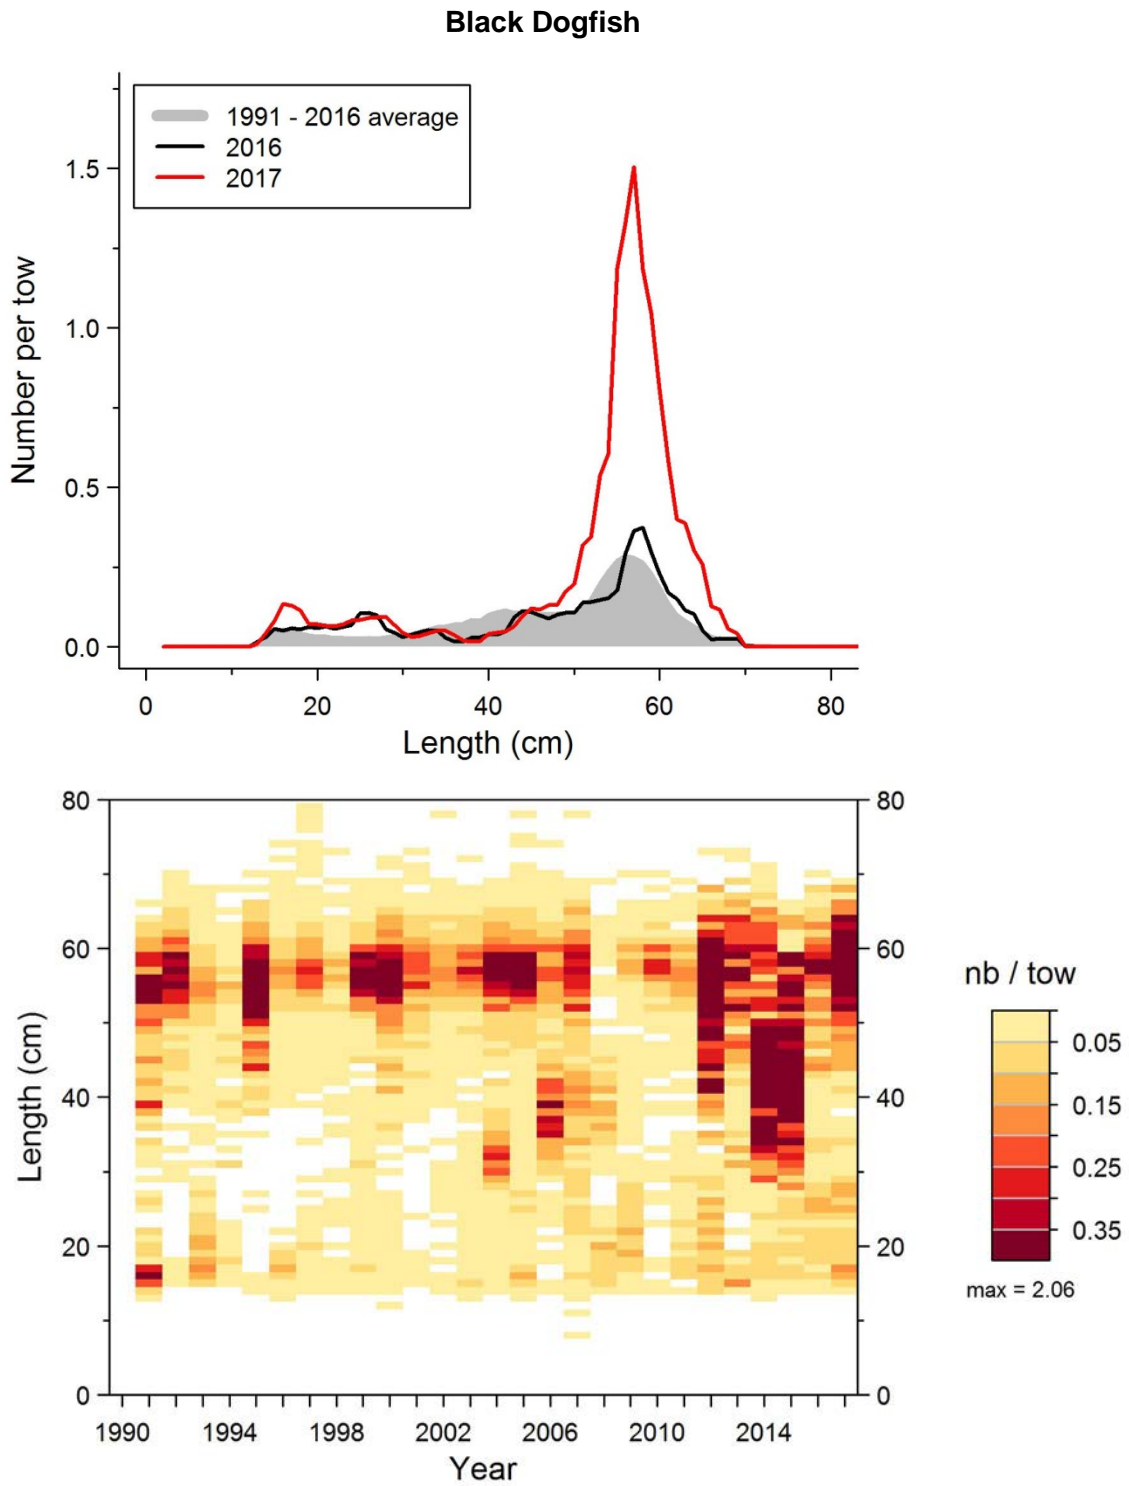 Black Dogfish
1991 - 2016 average
2016
2017
1.5
1.0
0.5
0.0
Number per tow
0 20 40 60 80
Length (cm)
80 80
60 60
40 40
20 20
0 0
Length (cm)
1990 1994 1998 2002 2006 2010 2014
Year
nb / tow
0.05
0.15
0.25
0.35
max = 2.06